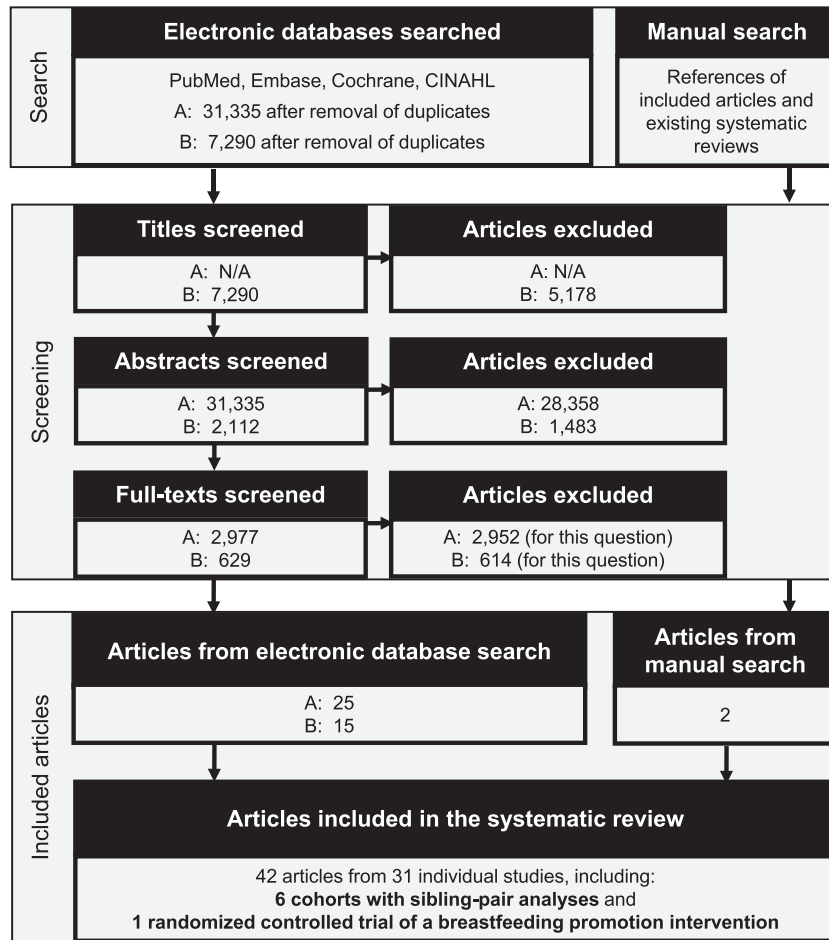 Search
Electronic databases searched
PubMed, Embase, Cochrane, CINAHL
A: 31,335 after removal of duplicates
B: 7,290 after removal of duplicates
Manual search
References of
included articles and
existing systematic
reviews
Screening
Titles screened
A: N/A
B: 7,290
Articles excluded
A: N/A
B: 5,178
Abstracts screened
A: 31,335
B: 2,112
Articles excluded
A: 28,358
B: 1,483
Full-texts screened
A: 2,977
B: 629
Articles excluded
A: 2,952 (for this question)
B: 614 (for this question)
Included articles
Articles from electronic database search
A: 25
B: 15
Articles from
manual search
2
Articles included in the systematic review
42 articles from 31 individual studies, including:
6 cohorts with sibling-pair analyses and
1 randomized controlled trial of a breastfeeding promotion intervention